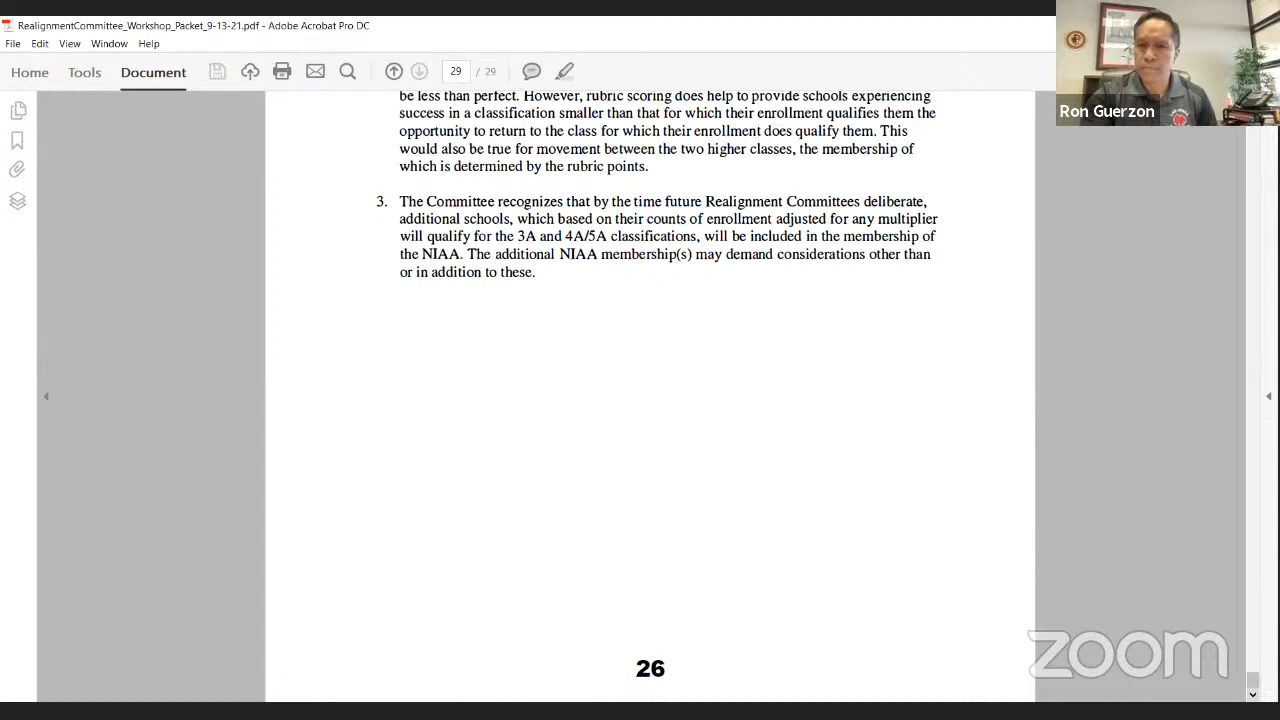 RealignmentCommittee_Workshop_Packet_9-13-21.pdf - Adobe Acrobat Pro DC
File Edit View Window Help
Home Tools Document 29 / 29
be less than perfect. However, rubric scoring does help to provide schools experiencing
success in a classification smaller than that for which their enrollment qualifies them the
opportunity to return to the class for which their enrollment does qualify them. This
would also be true for movement between the two higher classes, the membership of
which is determined by the rubric points.
3. The Committee recognizes that by the time future Realignment Committees deliberate,
additional schools, which based on their counts of enrollment adjusted for any multiplier
will qualify for the 3A and 4A/5A classifications, will be included in the membership of
the NIAA. The additional NIAA membership(s) may demand considerations other than
or in addition to these.
26
Ron Guerzon
zoom